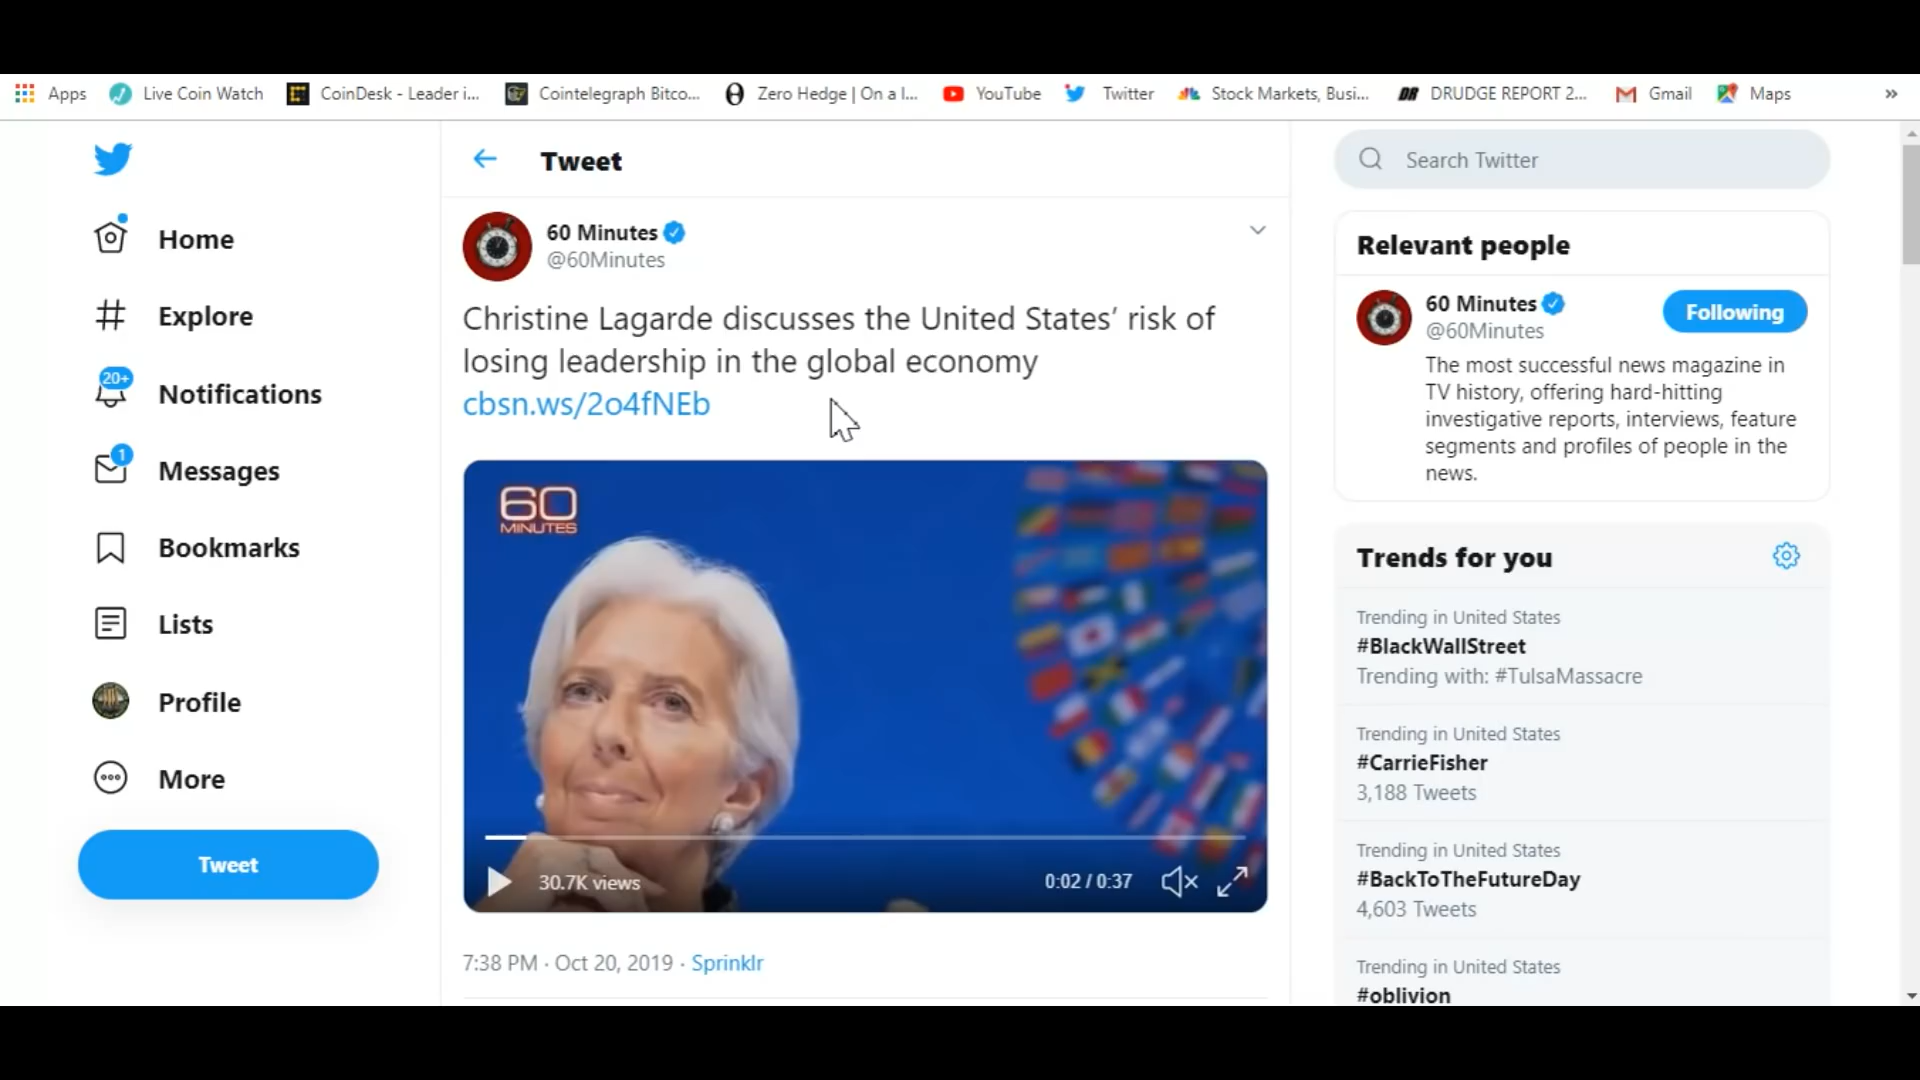 Apps Live Coin Watch CoinDesk - Leader i... Cointelegraph Bitco... Zero Hedge | On a l... YouTube Twitter Stock Markets, Busi... DRUDGE REPORT 2... Gmail Maps »
Home
Explore
20+
Notifications
1
Messages
Bookmarks
Lists
Profile
More
Tweet
Tweet
60 Minutes
@60Minutes
Christine Lagarde discusses the United States’ risk of
losing leadership in the global economy
cbsn.ws/2o4fNEb
60
MINUTES
30.7K views
0:02 / 0:37
7:38 PM · Oct 20, 2019 · Sprinklr
Search Twitter
Relevant people
60 Minutes
@60Minutes
Following
The most successful news magazine in
TV history, offering hard-hitting
investigative reports, interviews, feature
segments and profiles of people in the
news.
Trends for you
Trending in United States
#BlackWallStreet
Trending with: #TulsaMassacre
Trending in United States
#CarrieFisher
3,188 Tweets
Trending in United States
#BackToTheFutureDay
4,603 Tweets
Trending in United States
#oblivion